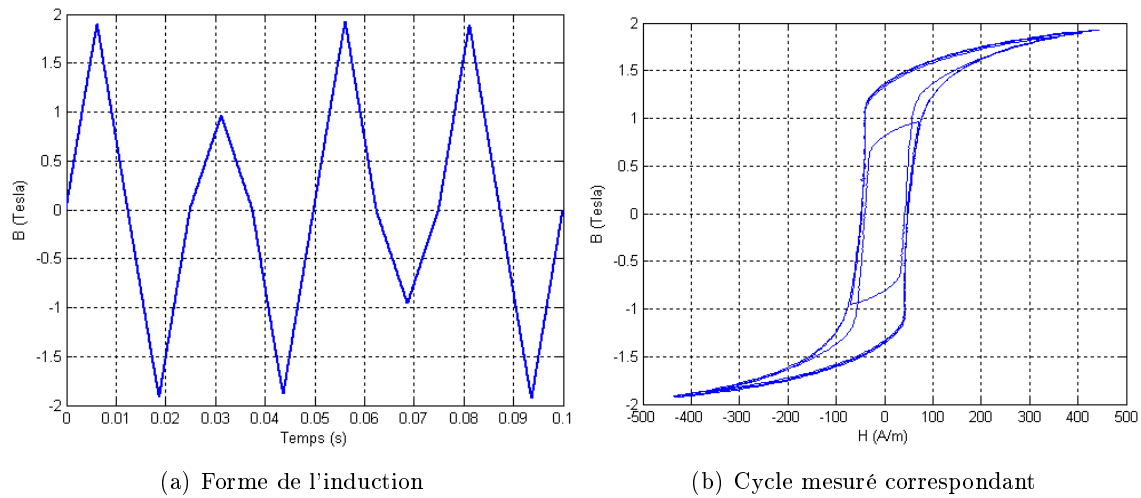 2
1.5
1
0.5
0
-0.5
-1
-1.5
-2
B (Tesla)
0 0.01 0.02 0.03 0.04 0.05 0.06 0.07 0.08 0.09 0.1
Temps (s)
(a) Forme de l'induction
2
1.5
1
0.5
0
-0.5
-1
-1.5
-2
B (Tesla)
-500 -400 -300 -200 -100 0 100 200 300 400 500
H (A/m)
(b) Cycle mesuré correspondant